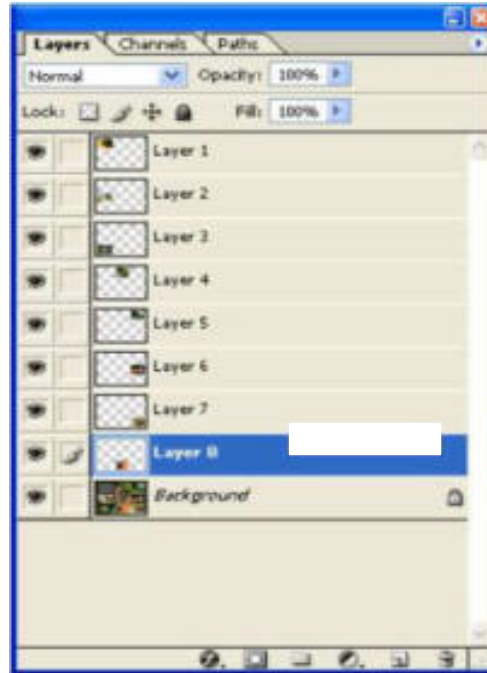 Layers Channels Paths
Normal Opacity: 100%
Lock: Fill: 100%
Layer 1
Layer 2
Layer 3
Layer 4
Layer 5
Layer 6
Layer 7
Layer 8
Background